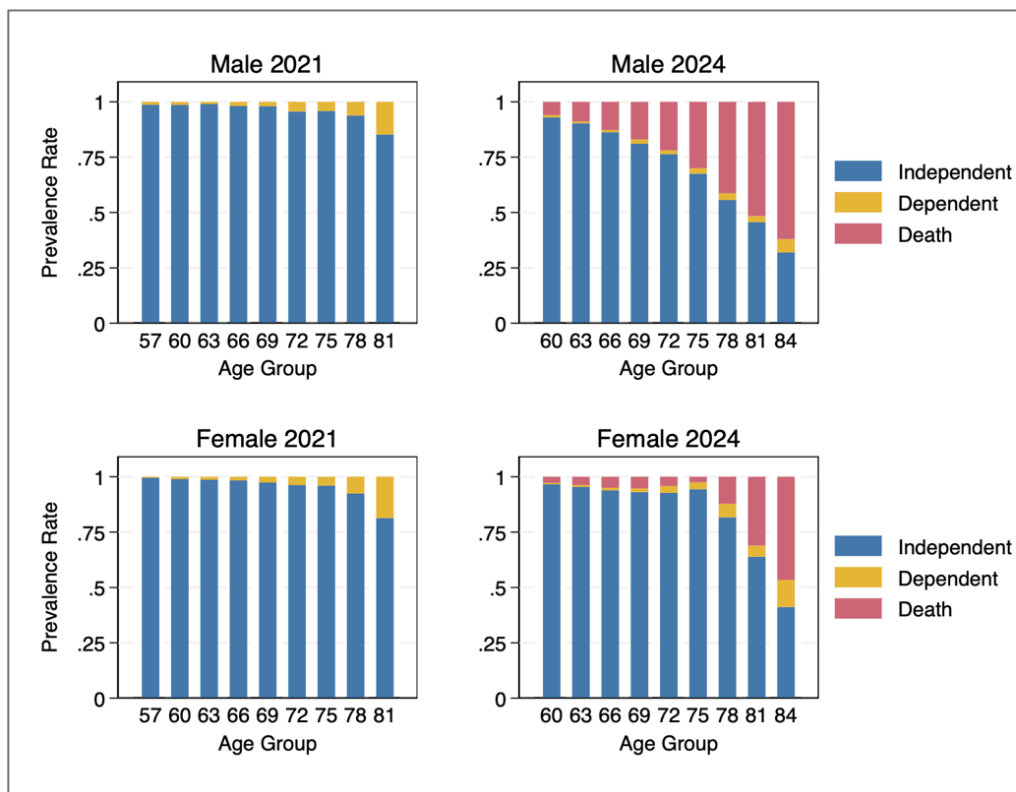 Male 2021
Male 2024
Prevalence Rate
1
.75
.5
.25
0
57 60 63 66 69 72 75 78 81
Age Group
1
.75
.5
.25
0
60 63 66 69 72 75 78 81 84
Age Group
Independent
Dependent
Death
Female 2021
Female 2024
Prevalence Rate
1
.75
.5
.25
0
57 60 63 66 69 72 75 78 81
Age Group
1
.75
.5
.25
0
60 63 66 69 72 75 78 81 84
Age Group
Independent
Dependent
Death